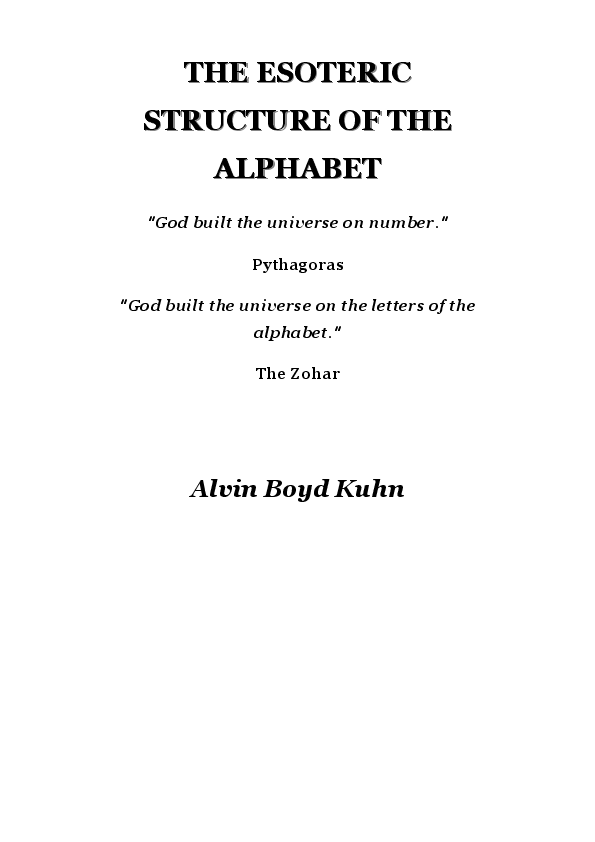 THE ESOTERIC
STRUCTURE OF THE
ALPHABET
"God built the universe on number."
Pythagoras
"God built the universe on the letters of the
alphabet."
The Zohar
Alvin Boyd Kuhn